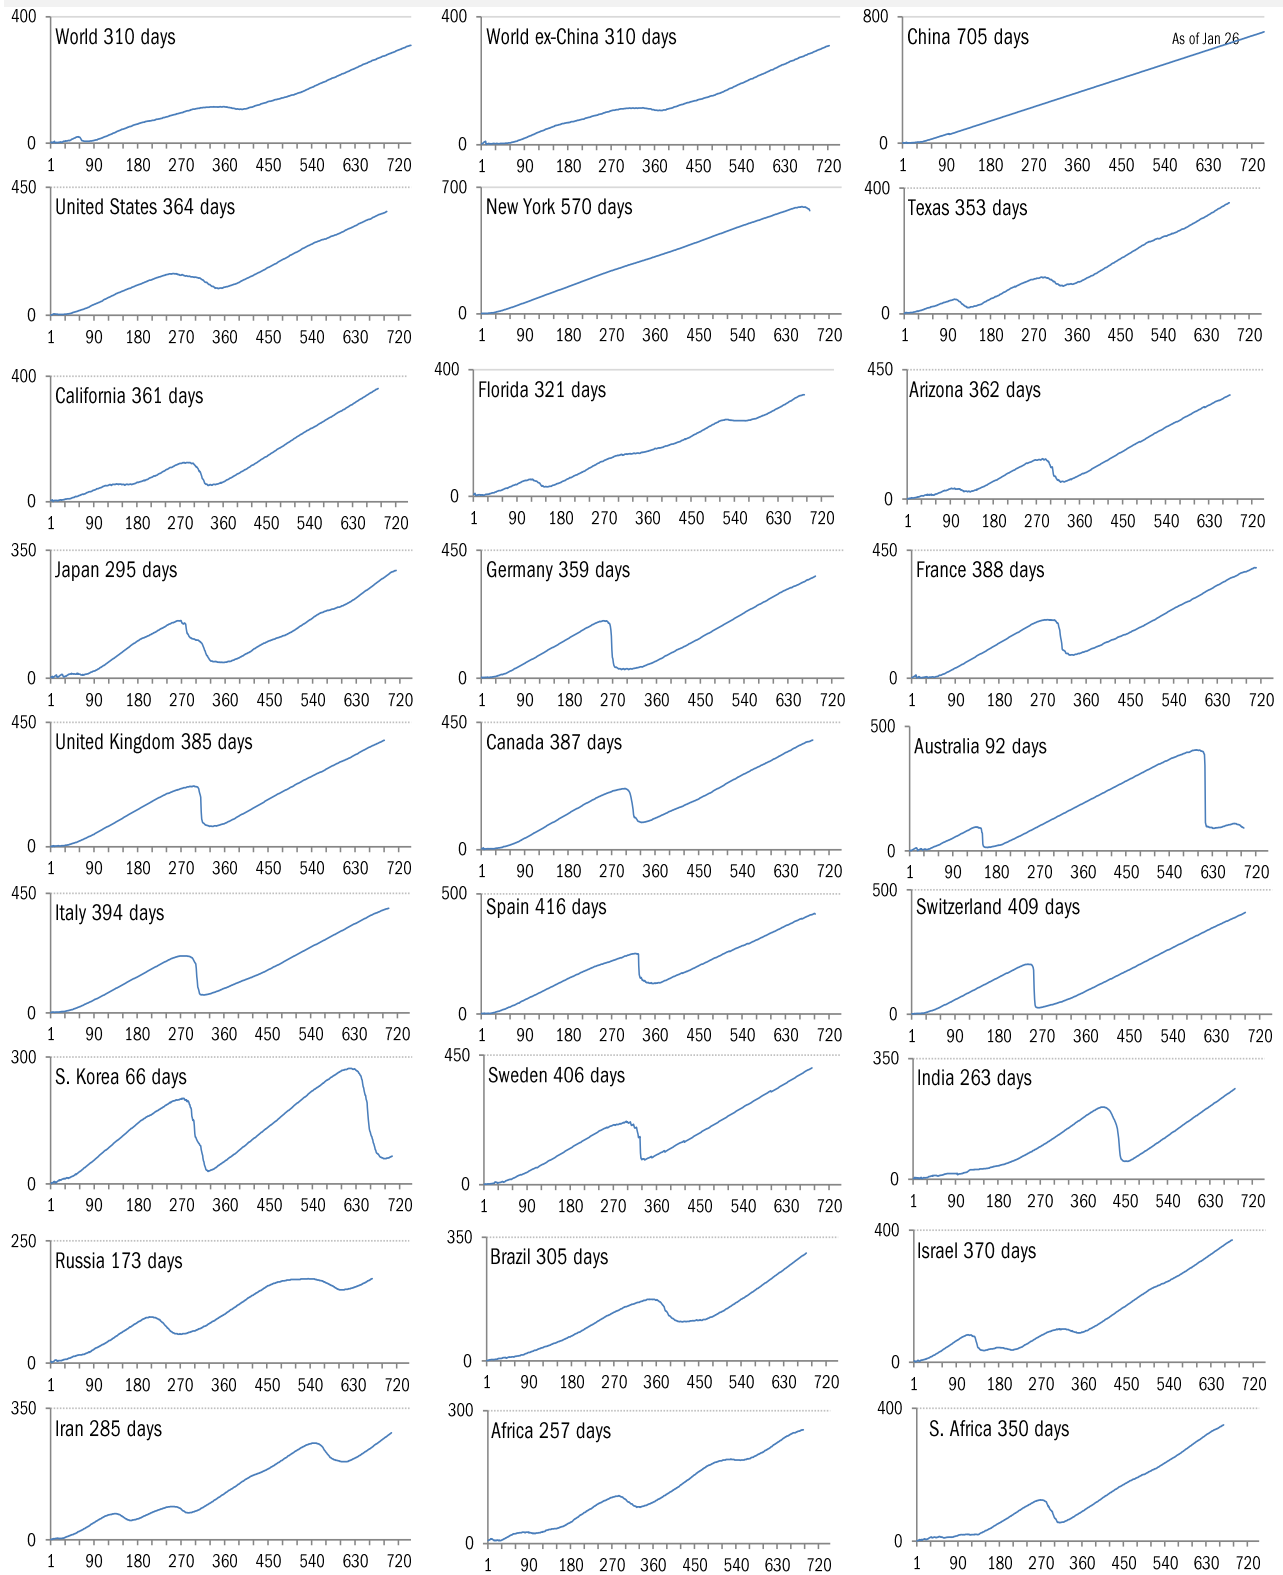 400
World 310 days
0
1 90 180 270 360 450 540 630 720
400
World ex-China 310 days
0
1 90 180 270 360 450 540 630 720
800
China 705 days
As of Jan 26
0
1 90 180 270 360 450 540 630 720
450
United States 364 days
0
1 90 180 270 360 450 540 630 720
700
New York 570 days
0
1 90 180 270 360 450 540 630 720
400
Texas 353 days
0
1 90 180 270 360 450 540 630 720
400
California 361 days
0
1 90 180 270 360 450 540 630 720
400
Florida 321 days
0
1 90 180 270 360 450 540 630 720
450
Arizona 362 days
0
1 90 180 270 360 450 540 630 720
350
Japan 295 days
0
1 90 180 270 360 450 540 630 720
450
Germany 359 days
0
1 90 180 270 360 450 540 630 720
450
France 388 days
0
1 90 180 270 360 450 540 630 720
450
United Kingdom 385 days
0
1 90 180 270 360 450 540 630 720
450
Canada 387 days
0
1 90 180 270 360 450 540 630 720
500
Australia 92 days
0
1 90 180 270 360 450 540 630 720
450
Italy 394 days
0
1 90 180 270 360 450 540 630 720
500
Spain 416 days
0
1 90 180 270 360 450 540 630 720
500
Switzerland 409 days
0
1 90 180 270 360 450 540 630 720
300
S. Korea 66 days
0
1 90 180 270 360 450 540 630 720
450
Sweden 406 days
0
1 90 180 270 360 450 540 630 720
350
India 263 days
0
1 90 180 270 360 450 540 630 720
250
Russia 173 days
0
1 90 180 270 360 450 540 630 720
350
Brazil 305 days
0
1 90 180 270 360 450 540 630 720
400
Israel 370 days
0
1 90 180 270 360 450 540 630 720
350
Iran 285 days
0
1 90 180 270 360 450 540 630 720
300
Africa 257 days
0
1 90 180 270 360 450 540 630 720
400
S. Africa 350 days
0
1 90 180 270 360 450 540 630 720